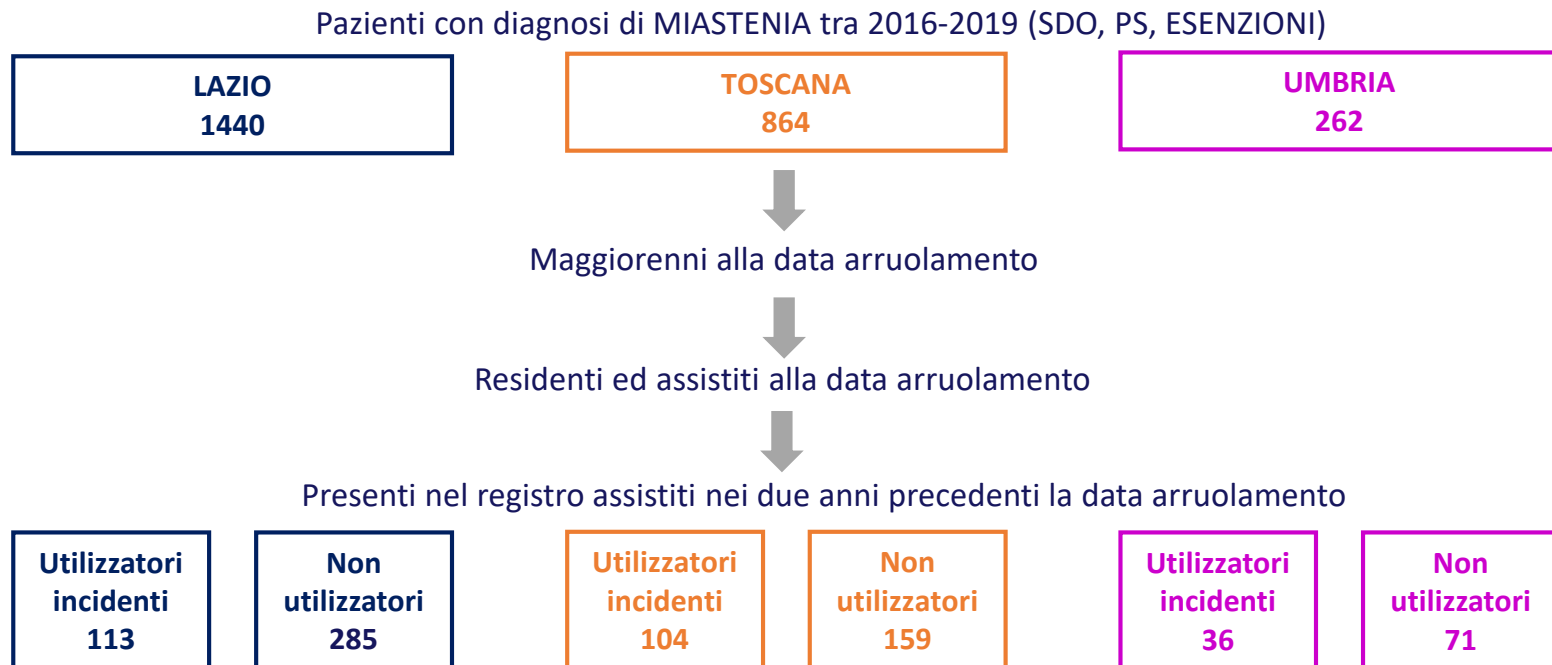 Pazienti con diagnosi di MIASTENIA tra 2016-2019 (SDO, PS, ESENZIONI)
LAZIO
1440
TOSCANA
864
UMBRIA
262
Maggiorenni alla data arruolamento
Residenti ed assistiti alla data arruolamento
Presenti nel registro assistiti nei due anni precedenti la data arruolamento
Utilizzatori
incidenti
113
Non
utilizzatori
285
Utilizzatori
incidenti
104
Non
utilizzatori
159
Utilizzatori
incidenti
36
Non
utilizzatori
71